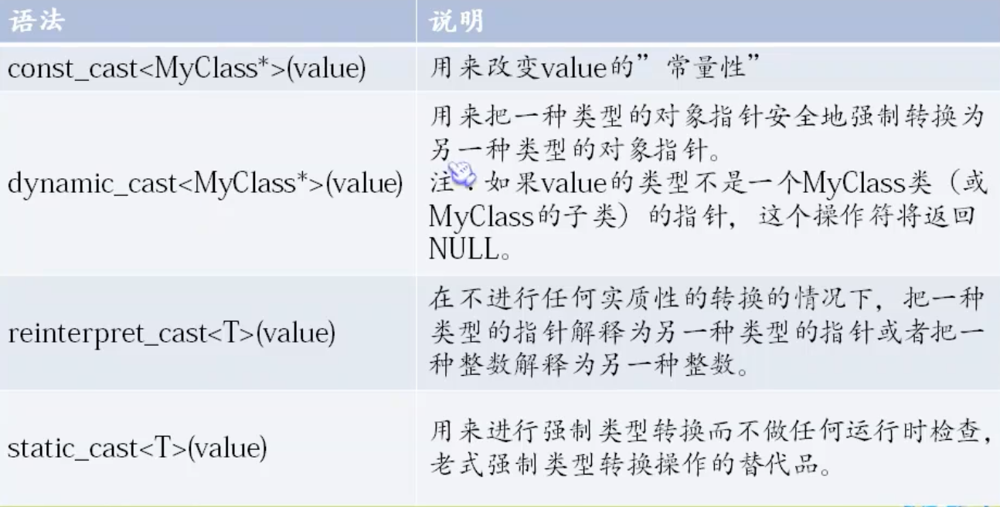 语法
说明
const_cast<MyClass*>(value)
用来改变value的”常量性”
dynamic_cast<MyClass*>(value)
用来把一种类型的对象指针安全地强制转换为
另一种类型的对象指针。
注：如果value的类型不是一个MyClass类（或
MyClass的子类）的指针，这个操作符将返回
NULL。
reinterpret_cast<T>(value)
在不进行任何实质性的转换的情况下，把一种
类型的指针解释为另一种类型的指针或者把一
种整数解释为另一种整数。
static_cast<T>(value)
用来进行强制类型转换而不做任何运行时检查，
老式强制类型转换操作的替代品。